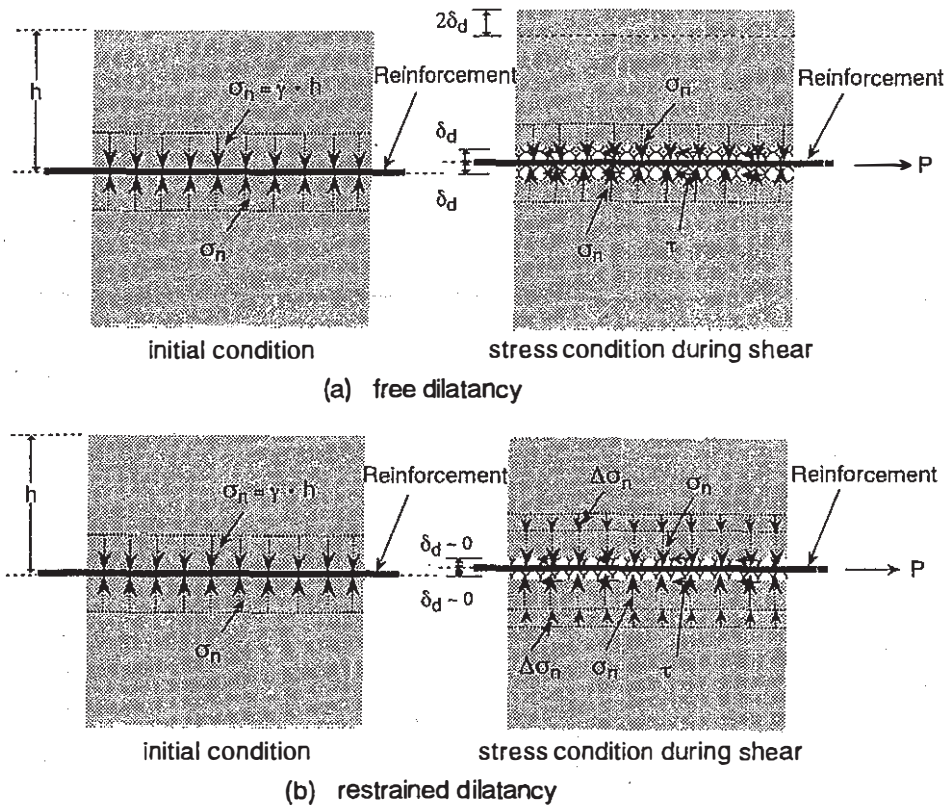 2δd
h
σn = γ · h
Reinforcement
σn
Reinforcement
δd
δd
P
σn
σn
τ
initial condition
stress condition during shear
(a) free dilatancy
h
σn = γ · h
Reinforcement
Δσn
σn
Reinforcement
δd ~ 0
δd ~ 0
P
σn
Δσn
σn
τ
initial condition
stress condition during shear
(b) restrained dilatancy